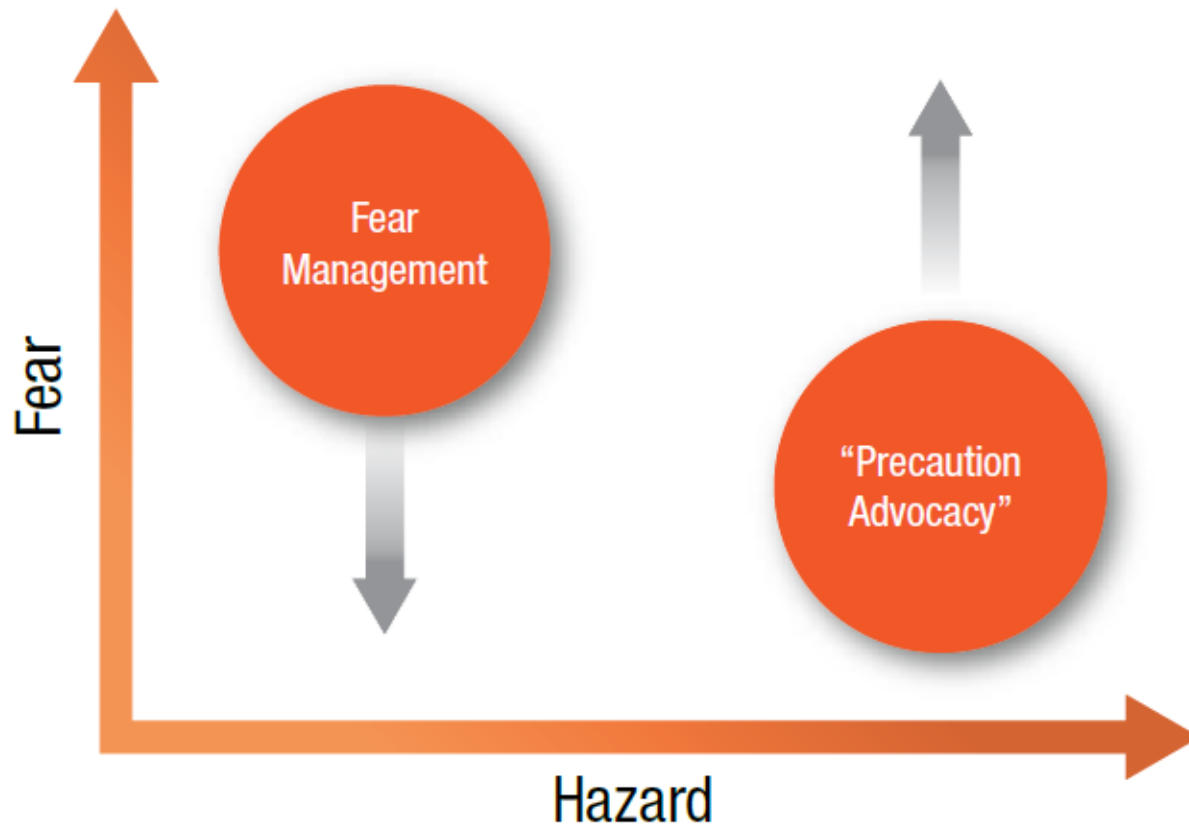 Fear
Management
“Precaution
Advocacy”
Fear
Hazard